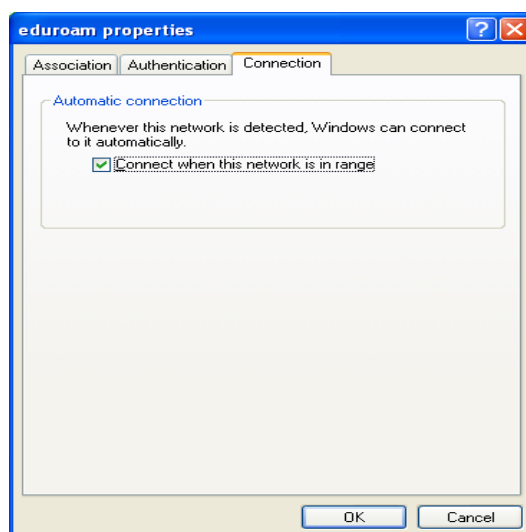 eduroam properties
Association Authentication Connection
Automatic connection
Whenever this network is detected, Windows can connect
to it automatically.
Connect when this network is in range
OK Cancel